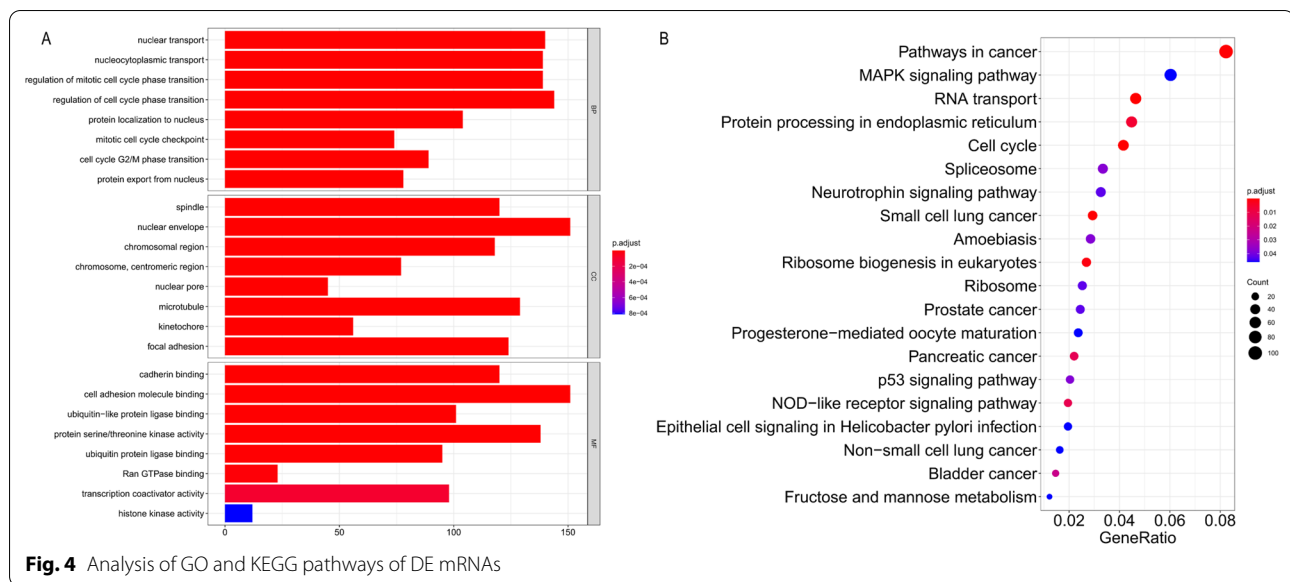 A
nuclear transport
nucleocytoplasmic transport
regulation of mitotic cell cycle phase transition
regulation of cell cycle phase transition
protein localization to nucleus
mitotic cell cycle checkpoint
cell cycle G2/M phase transition
protein export from nucleus
BP
spindle
nuclear envelope
chromosomal region
chromosome, centromeric region
nuclear pore
microtubule
kinetochore
focal adhesion
CC
cadherin binding
cell adhesion molecule binding
ubiquitin−like protein ligase binding
protein serine/threonine kinase activity
ubiquitin protein ligase binding
Ran GTPase binding
transcription coactivator activity
histone kinase activity
MF
0 50 100 150
p.adjust
2e−04
4e−04
6e−04
8e−04
B
Pathways in cancer
MAPK signaling pathway
RNA transport
Protein processing in endoplasmic reticulum
Cell cycle
Spliceosome
Neurotrophin signaling pathway
Small cell lung cancer
Amoebiasis
Ribosome biogenesis in eukaryotes
Ribosome
Prostate cancer
Progesterone−mediated oocyte maturation
Pancreatic cancer
p53 signaling pathway
NOD−like receptor signaling pathway
Epithelial cell signaling in Helicobacter pylori infection
Non−small cell lung cancer
Bladder cancer
Fructose and mannose metabolism
0.02 0.04 0.06 0.08
GeneRatio
p.adjust
0.01
0.02
0.03
0.04
Count
20
40
60
80
100
Fig. 4 Analysis of GO and KEGG pathways of DE mRNAs